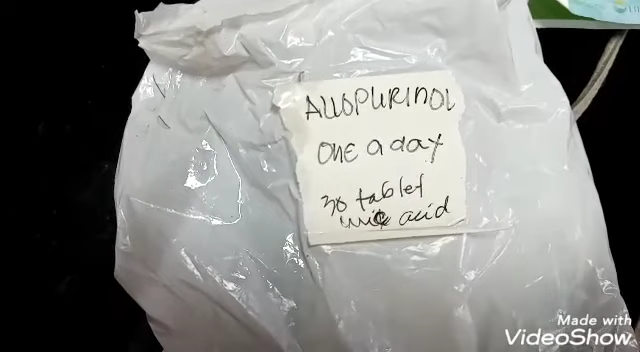 AllOPURINOL
ONE a day
30 tablet
uric acid
Made with
VideoShow